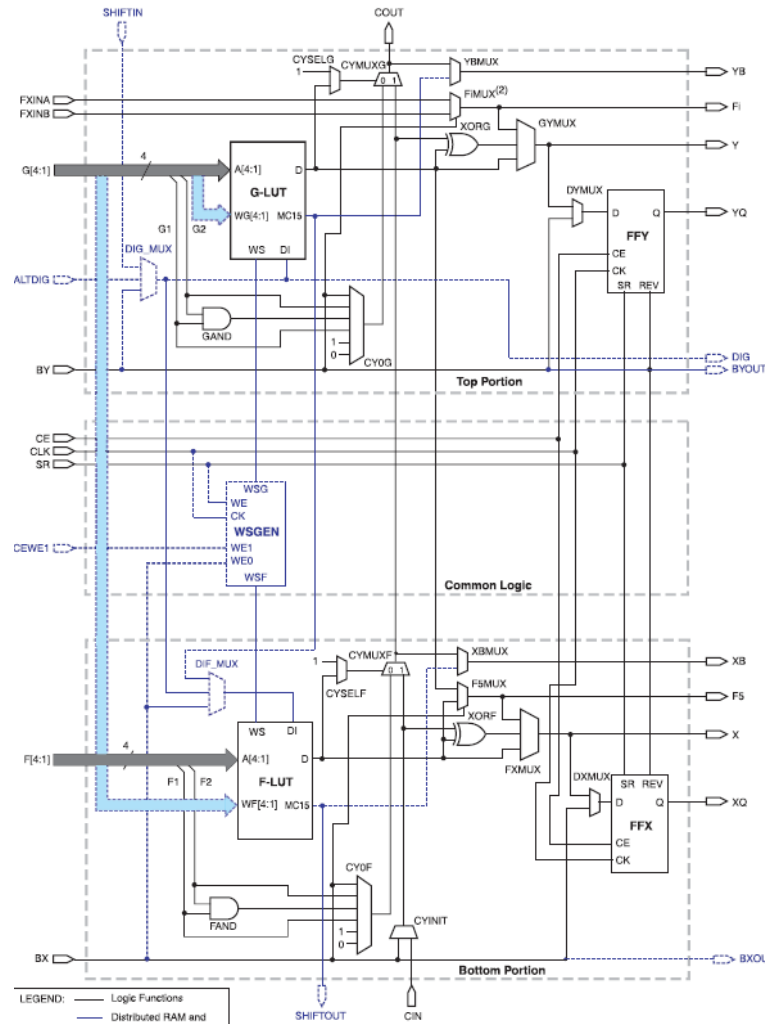 SHIFTIN
COUT
CYSELG
CYMUXG
YBMUX
1
0 1
YB
FXINA
FiMUX(2)
Fi
FXINB
XORG
GYMUX
Y
4
G[4:1]
A[4:1]
D
G-LUT
DYMUX
WG[4:1]
MC15
D
Q
YQ
G1
G2
FFY
WS
DI
DIG_MUX
CE
CK
ALTDIG
SR
REV
GAND
1
0
CY0G
DIG
BY
BYOUT
Top Portion
CE
CLK
SR
WSG
WE
CK
WSGEN
CEWE1
WE1
WE0
WSF
Common Logic
CYMUXF
XBMUX
1
0 1
XB
DIF_MUX
CYSELF
F5MUX
F5
XORF
WS
DI
X
4
F[4:1]
A[4:1]
D
F-LUT
FXMUX
DXMUX
F1
F2
SR
REV
WF[4:1]
MC15
D
Q
XQ
FFX
CE
CK
CY0F
FAND
1
0
CYINIT
BX
BXOU
Bottom Portion
LEGEND:
Logic Functions
Distributed RAM and
SHIFTOUT
CIN